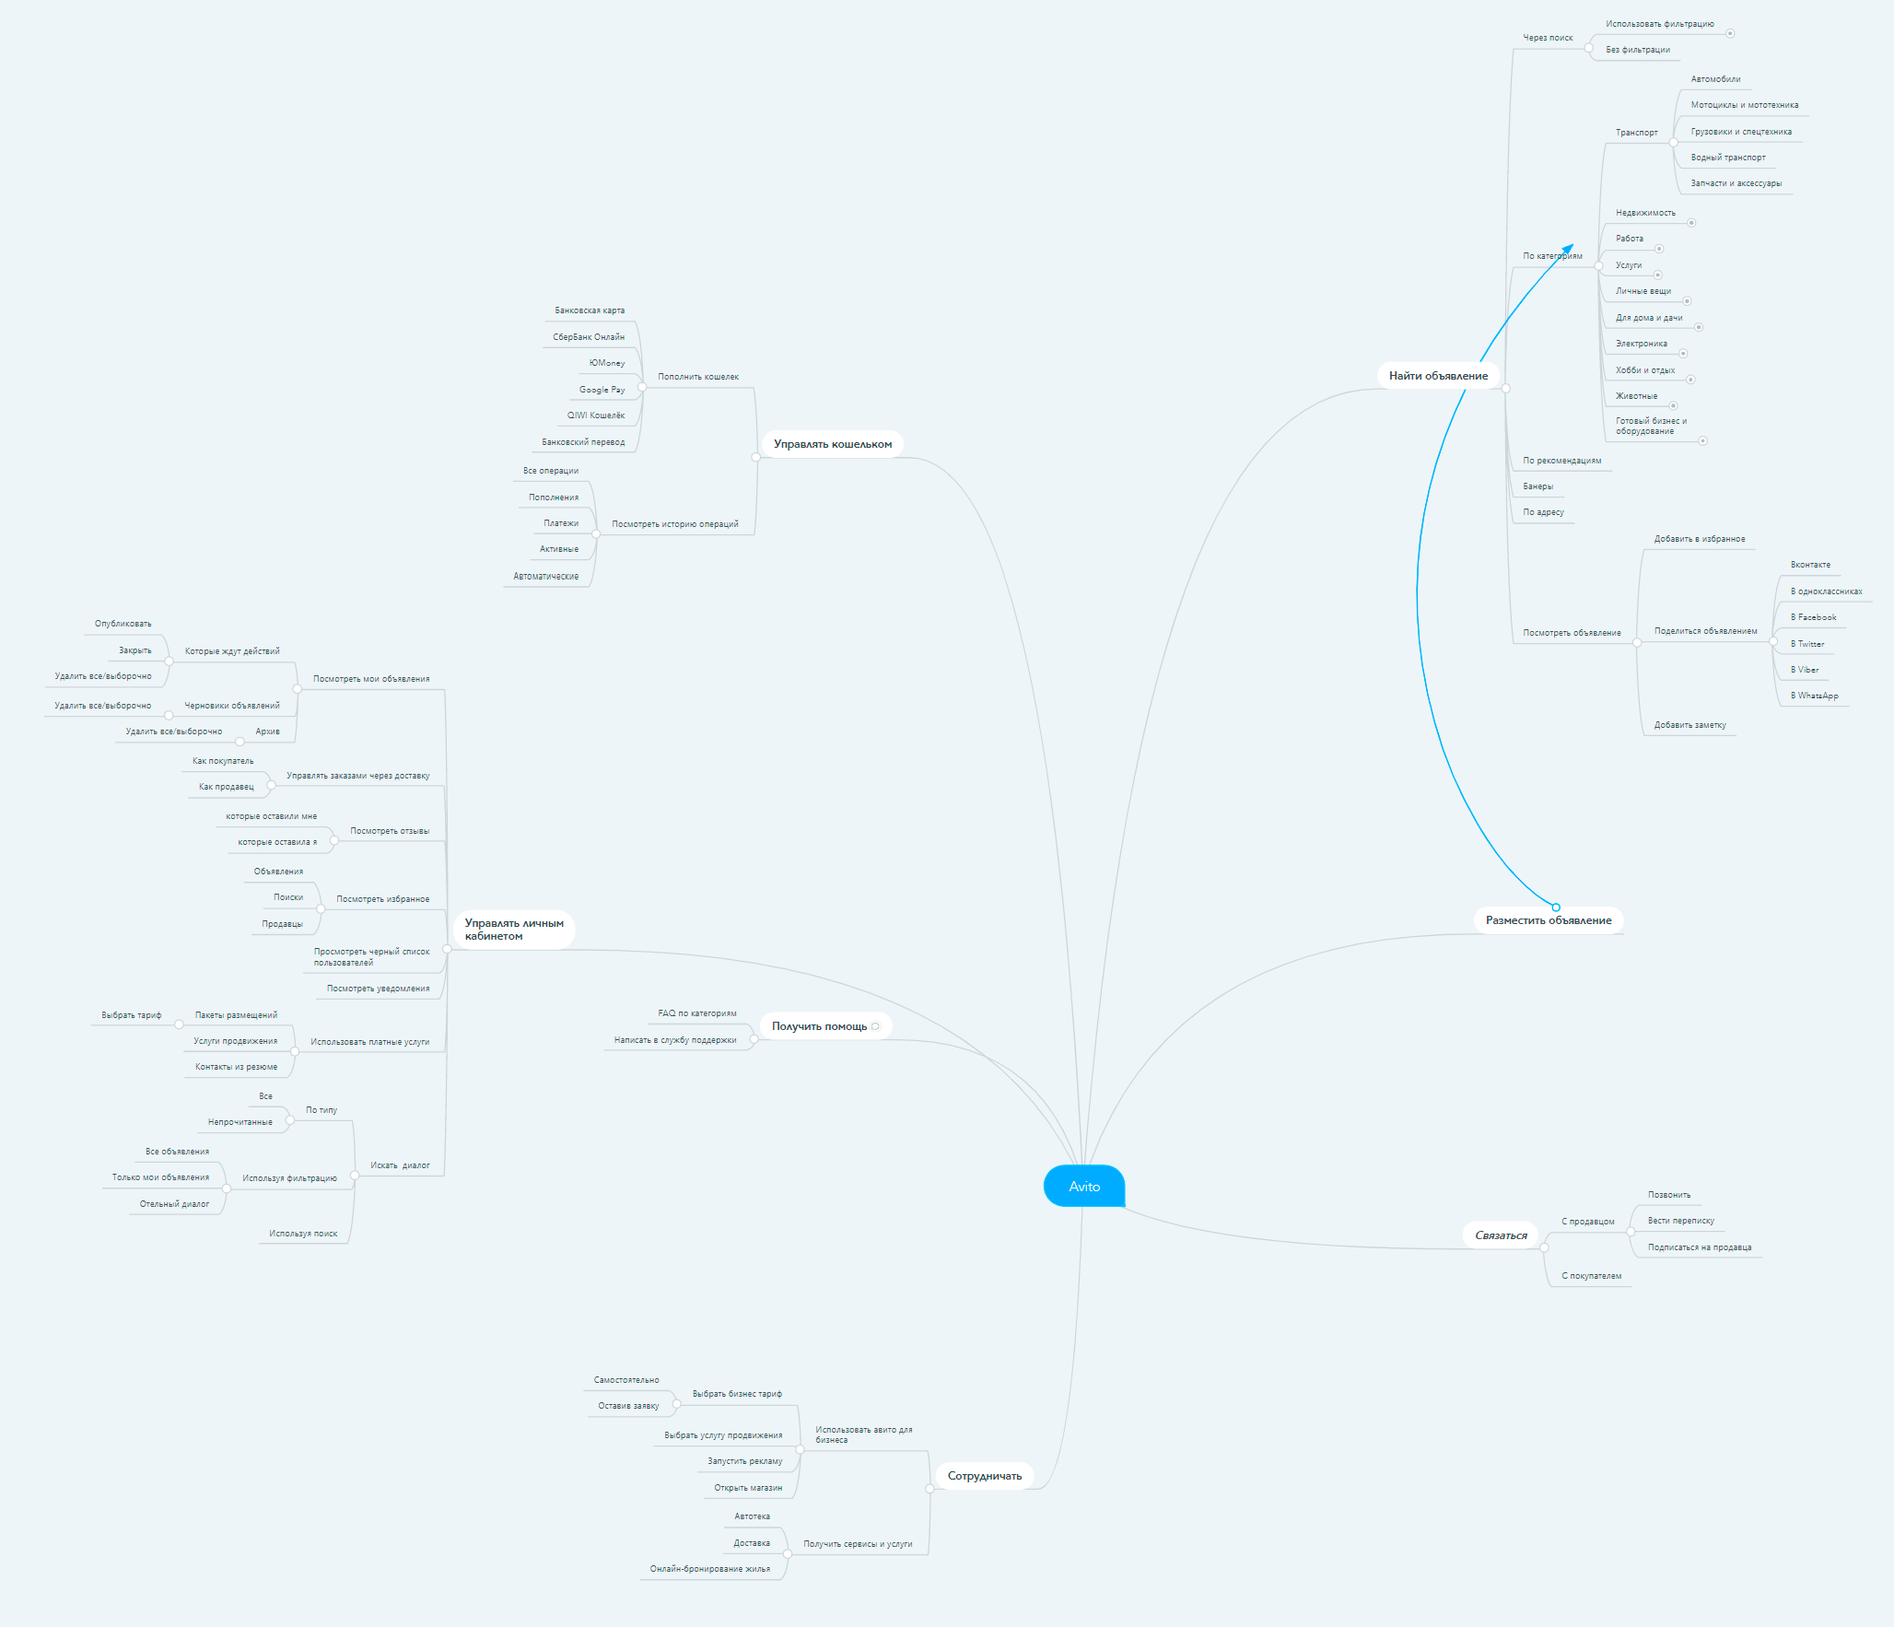 Avito
Найти объявление
Через поиск
Использовать фильтрацию
Без фильтрации
По категориям
Транспорт
Автомобили
Мотоциклы и мототехника
Грузовики и спецтехника
Водный транспорт
Запчасти и аксессуары
Недвижимость
Работа
Услуги
Личные вещи
Для дома и дачи
Электроника
Хобби и отдых
Животные
Готовый бизнес и
оборудование
По рекомендациям
Банеры
По адресу
Посмотреть объявление
Добавить в избранное
Поделиться объявлением
Вконтакте
В одноклассниках
В Facebook
В Twitter
В Viber
В WhatsApp
Добавить заметку
Разместить объявление
Связаться
С продавцом
Позвонить
Вести переписку
Подписаться на продавца
С покупателем
Управлять кошельком
Пополнить кошелек
Банковская карта
СберБанк Онлайн
ЮMoney
Google Pay
QIWI Кошелёк
Банковский перевод
Посмотреть историю операций
Все операции
Пополнения
Платежи
Активные
Автоматические
Управлять личным
кабинетом
Посмотреть мои объявления
Которые ждут действий
Опубликовать
Закрыть
Удалить все/выборочно
Черновики объявлений
Удалить все/выборочно
Архив
Удалить все/выборочно
Управлять заказами через доставку
Как покупатель
Как продавец
Посмотреть отзывы
которые оставили мне
которые оставила я
Посмотреть избранное
Объявления
Поиски
Продавцы
Просмотреть черный список
пользователей
Посмотреть уведомления
Использовать платные услуги
Пакеты размещений
Выбрать тариф
Услуги продвижения
Контакты из резюме
Искать диалог
По типу
Все
Непрочитанные
Используя фильтрацию
Все объявления
Только мои объявления
Отельный диалог
Используя поиск
Получить помощь
FAQ по категориям
Написать в службу поддержки
Сотрудничать
Использовать авито для
бизнеса
Выбрать бизнес тариф
Самостоятельно
Оставив заявку
Выбрать услугу продвижения
Запустить рекламу
Открыть магазин
Получить сервисы и услуги
Автотека
Доставка
Онлайн-бронирование жилья